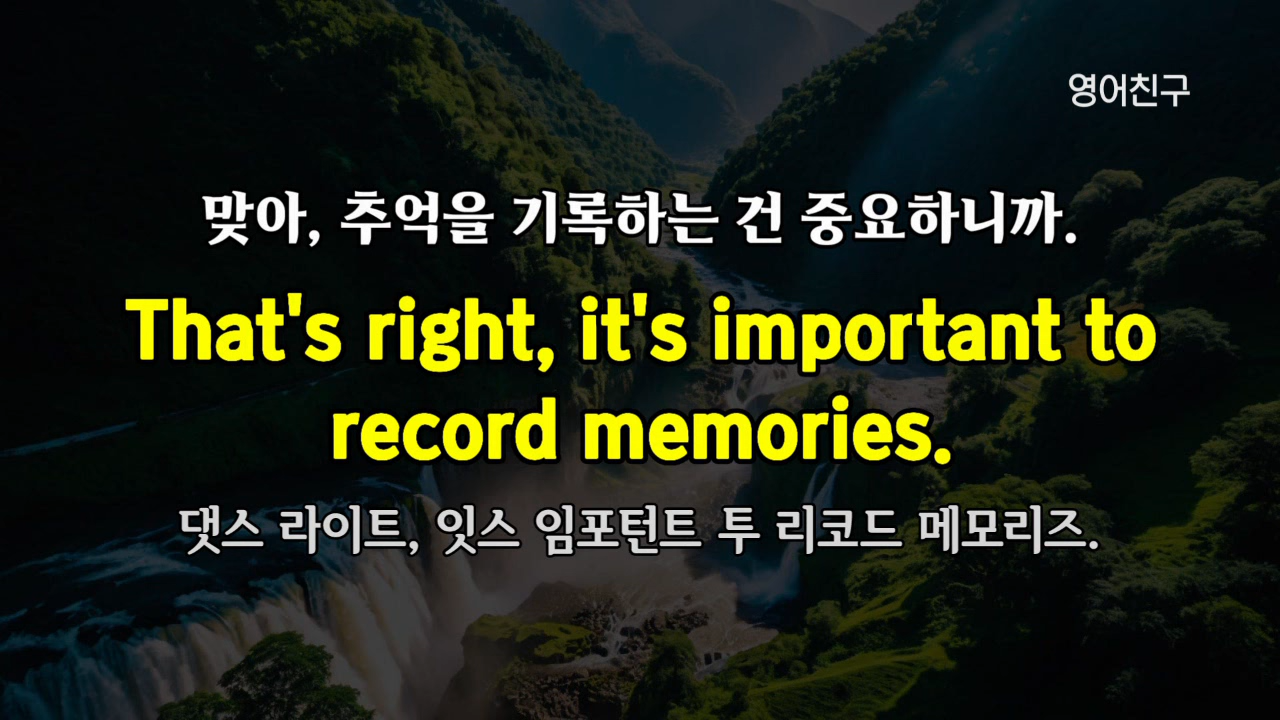 영어친구
맞아, 추억을 기록하는 건 중요하니까.
That's right, it's important to
record memories.
댓스 라이트, 잇스 임포턴트 투 리코드 메모리즈.